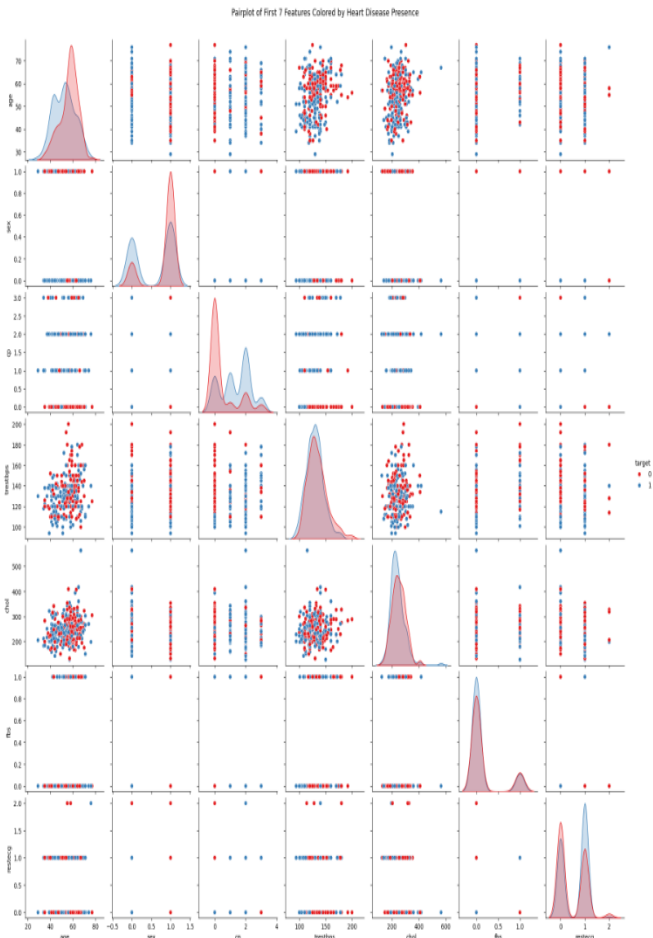 Pairplot of First 7 Features Colored by Heart Disease Presence
70
60
50
40
30
age
1.0
0.8
0.6
0.4
0.2
0.0
sex
3.0
2.5
2.0
1.5
1.0
0.5
0.0
cp
200
180
160
140
120
100
trestbps
target
0
1
500
400
300
200
chol
1.0
0.8
0.6
0.4
0.2
0.0
fbs
2.0
1.5
1.0
0.5
0.0
restecg
20 40 60 80
−0.5 0.0 0.5 1.0 1.5
0 2 4
100 150 200
0 200 400 600
0.0 0.5 1.0
0 1 2
age sex cp trestbps chol fbs restecg